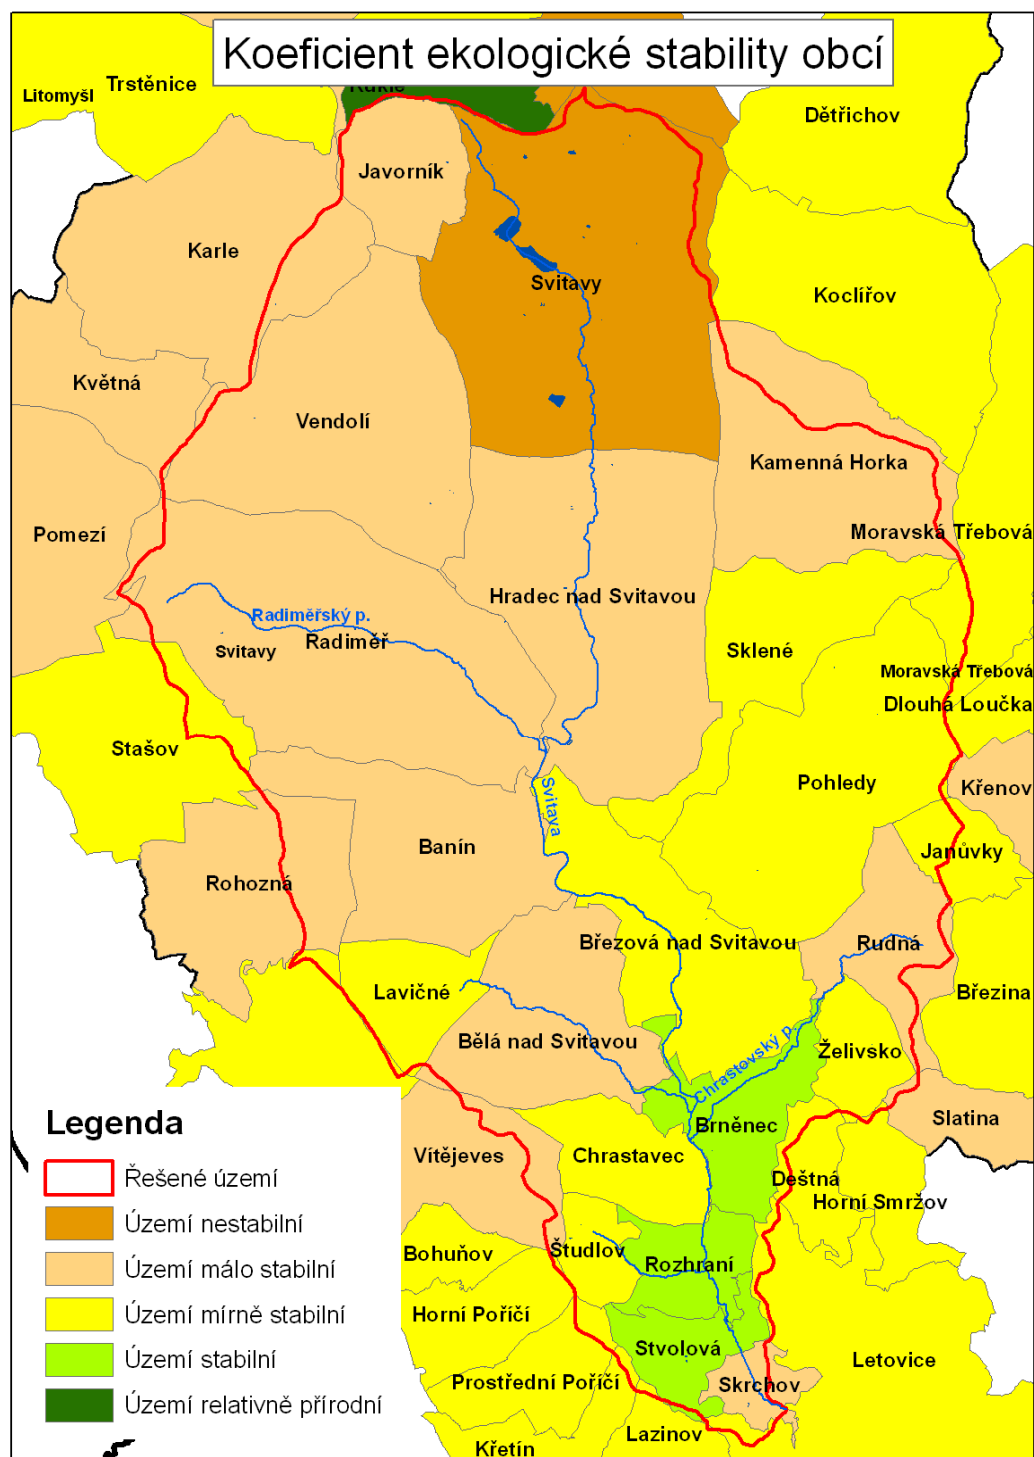 Koeficient ekologické stability obcí
Litomyšl
Trstěnice
Kukle
Dětřichov
Javorník
Karle
Svitavy
Koclířov
Květná
Vendolí
Kamenná Horka
Pomezí
Moravská Třebová
Hradec nad Svitavou
Radiměřský p.
Radiměř
Svitavy
Sklené
Moravská Třebová
Dlouhá Loučka
Stašov
Pohledy
Křenov
Svitava
Banín
Janůvky
Rohozná
Březová nad Svitavou
Rudná
Lavičné
Březina
Bělá nad Svitavou
Chrastovský p.
Želivsko
Brněnec
Slatina
Vítějeves
Chrastavec
Deštná
Horní Smržov
Bohuňov
Študlov
Rozhraní
Horní Poříčí
Stvolová
Letovice
Prostřední Poříčí
Skrchov
Lazinov
Křetín
Legenda
Řešené území
Území nestabilní
Území málo stabilní
Území mírně stabilní
Území stabilní
Území relativně přírodní